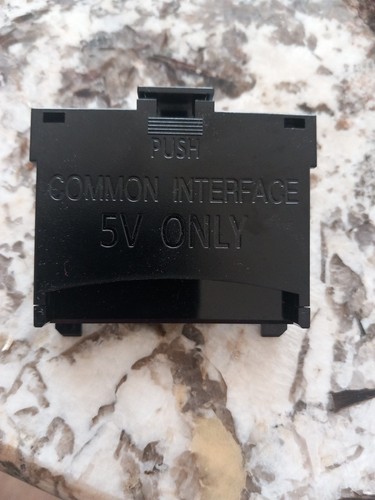 PUSH
COMMON INTERFACE
5V ONLY